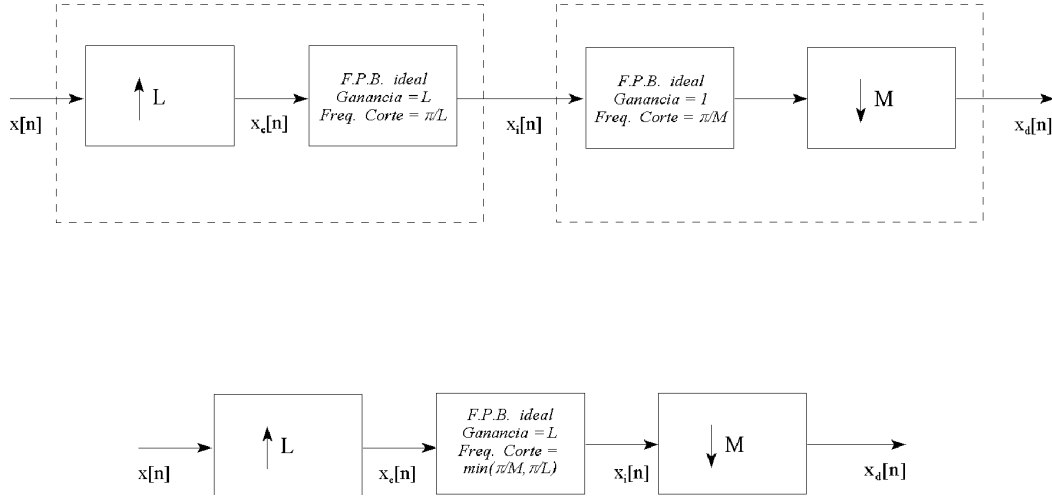 L
F.P.B. ideal
Ganancia = L
Freq. Corte = π/L
F.P.B. ideal
Ganancia = 1
Freq. Corte = π/M
M
x[n]
xe[n]
xi[n]
xd[n]
L
F.P.B. ideal
Ganancia = L
Freq. Corte =
min(π/M, π/L)
M
x[n]
xe[n]
xi[n]
xd[n]